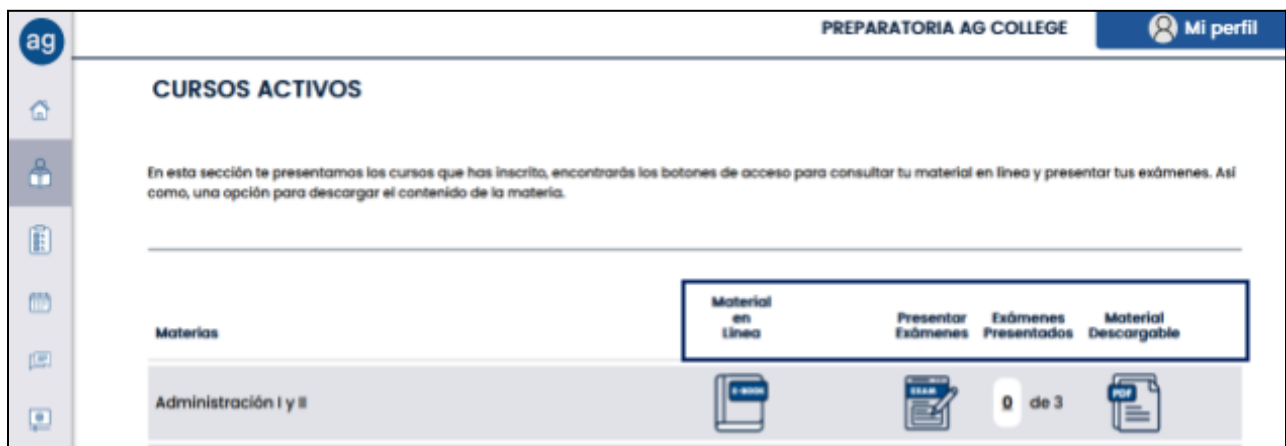 ag
PREPARATORIA AG COLLEGE
Mi perfil
CURSOS ACTIVOS
En esta sección te presentamos los cursos que has inscrito, encontrarás los botones de acceso para consultar tu material en línea y presentar tus exámenes. Así
como, una opción para descargar el contenido de la materia.
Materias
Material
en
Línea
Presentar
Exámenes
Exámenes
Presentados
Material
Descargable
Administración I y II
E-BOOK
EXAM
0 de 3
PDF